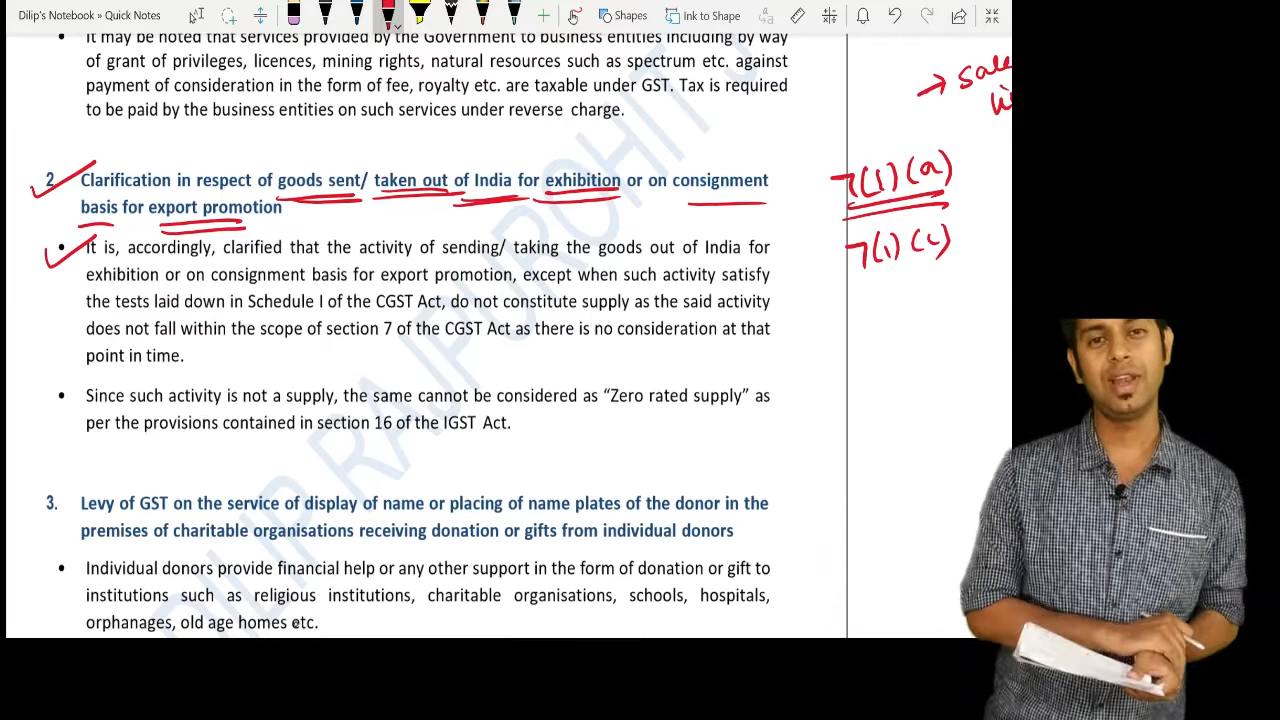 Dilip's Notebook » Quick Notes
Shapes
Ink to Shape
• It may be noted that services provided by the Government to business entities including by way
of grant of privileges, licences, mining rights, natural resources such as spectrum etc. against
payment of consideration in the form of fee, royalty etc. are taxable under GST. Tax is required
to be paid by the business entities on such services under reverse charge.
→ Sale
2. Clarification in respect of goods sent/ taken out of India for exhibition or on consignment
basis for export promotion
7(1)(a)
7(1)(c)
• It is, accordingly, clarified that the activity of sending/ taking the goods out of India for
exhibition or on consignment basis for export promotion, except when such activity satisfy
the tests laid down in Schedule I of the CGST Act, do not constitute supply as the said activity
does not fall within the scope of section 7 of the CGST Act as there is no consideration at that
point in time.
• Since such activity is not a supply, the same cannot be considered as “Zero rated supply” as
per the provisions contained in section 16 of the IGST Act.
3. Levy of GST on the service of display of name or placing of name plates of the donor in the
premises of charitable organisations receiving donation or gifts from individual donors
• Individual donors provide financial help or any other support in the form of donation or gift to
institutions such as religious institutions, charitable organisations, schools, hospitals,
orphanages, old age homes etc.
DILIP RAJPUROHIT